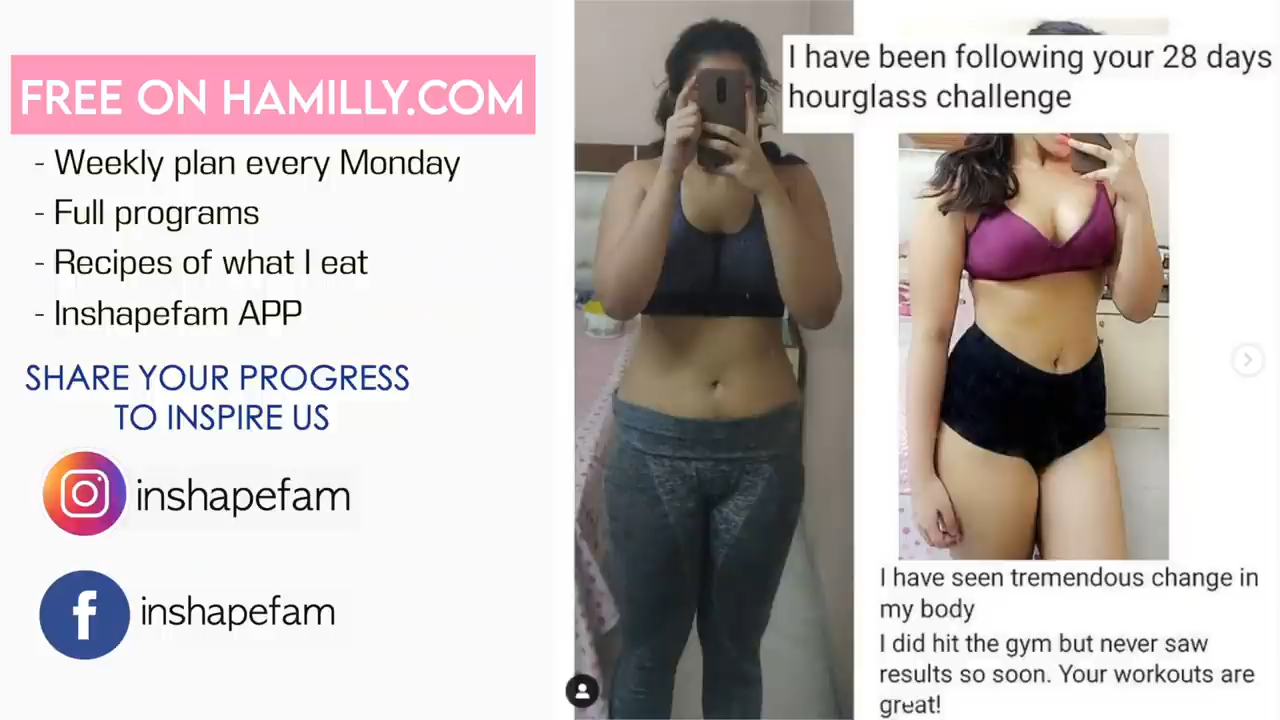 FREE ON HAMILLY.COM
- Weekly plan every Monday
- Full programs
- Recipes of what I eat
- Inshapefam APP
SHARE YOUR PROGRESS
TO INSPIRE US
inshapefam
inshapefam
I have been following your 28 days
hourglass challenge
I have seen tremendous change in
my body
I did hit the gym but never saw
results so soon. Your workouts are
great!